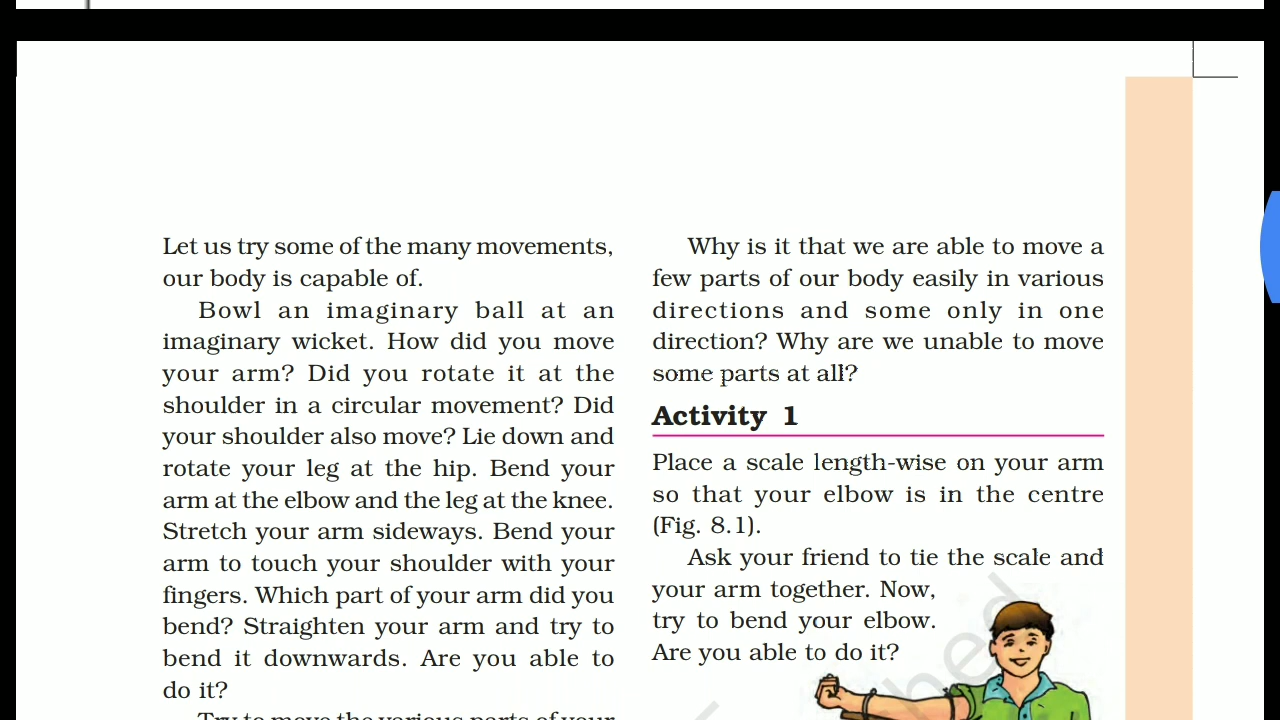 Let us try some of the many movements,
our body is capable of.
Bowl an imaginary ball at an
imaginary wicket. How did you move
your arm? Did you rotate it at the
shoulder in a circular movement? Did
your shoulder also move? Lie down and
rotate your leg at the hip. Bend your
arm at the elbow and the leg at the knee.
Stretch your arm sideways. Bend your
arm to touch your shoulder with your
fingers. Which part of your arm did you
bend? Straighten your arm and try to
bend it downwards. Are you able to
do it?
Try to move the various parts of your
Why is it that we are able to move a
few parts of our body easily in various
directions and some only in one
direction? Why are we unable to move
some parts at all?
Activity 1
Place a scale length-wise on your arm
so that your elbow is in the centre
(Fig. 8.1).
Ask your friend to tie the scale and
your arm together. Now,
try to bend your elbow.
Are you able to do it?